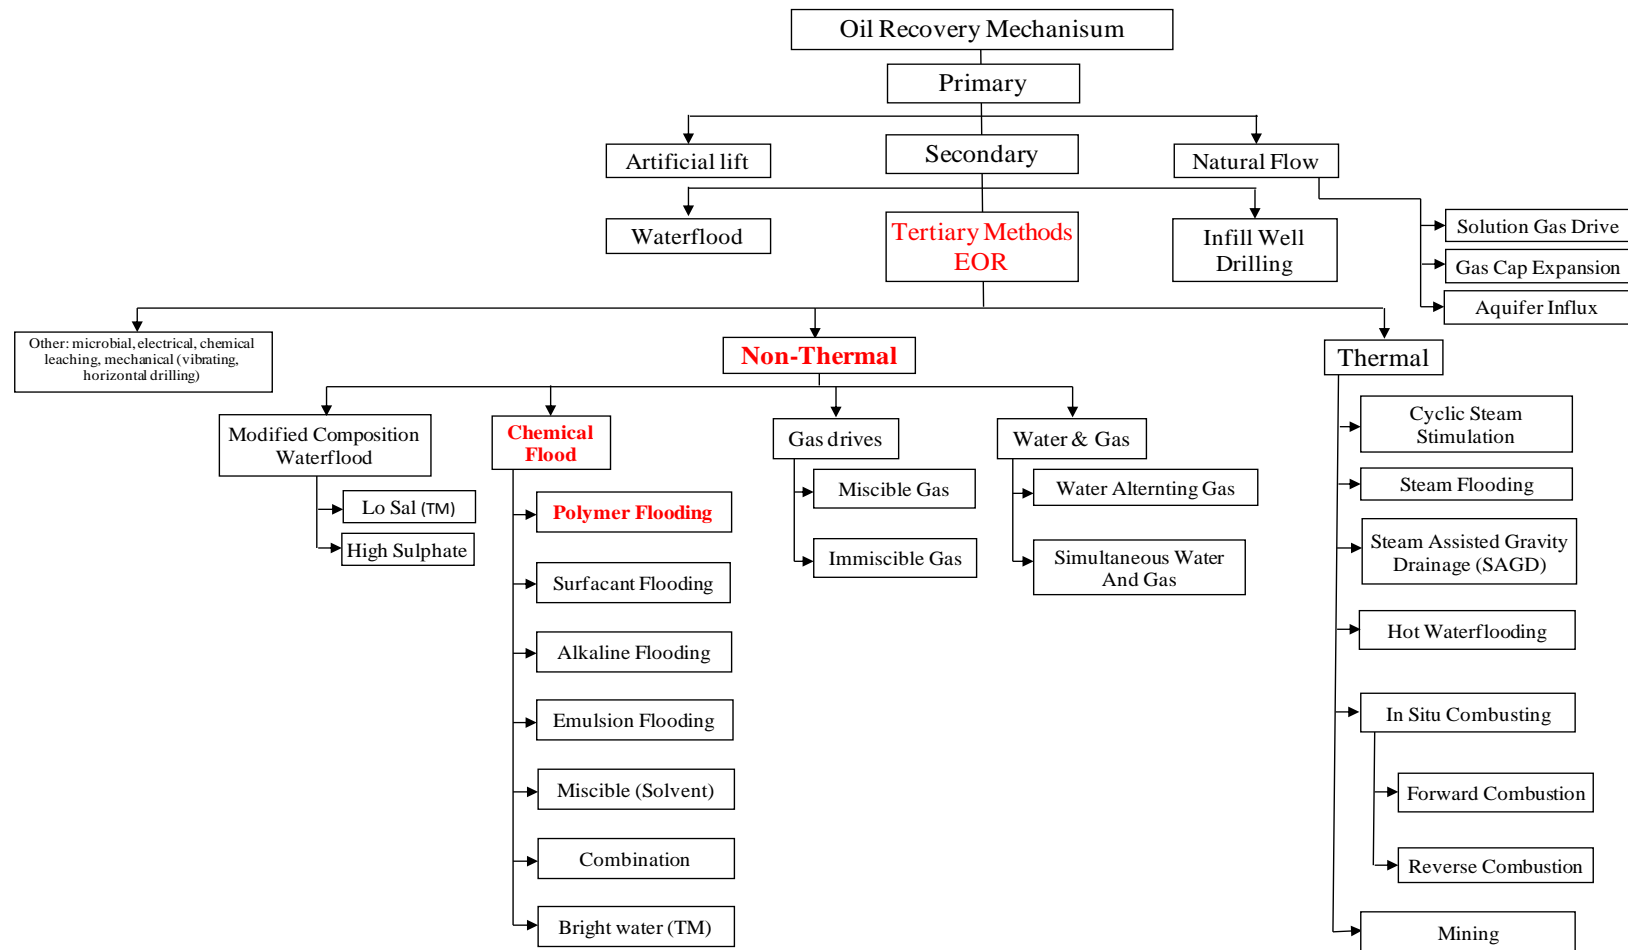 Oil Recovery Mechanisum
Primary
Artificial lift
Secondary
Natural Flow
Waterflood
Tertiary Methods
EOR
Infill Well
Drilling
Solution Gas Drive
Gas Cap Expansion
Aquifer Influx
Other: microbial, electrical, chemical
leaching, mechanical (vibrating,
horizontal drilling)
Non-Thermal
Thermal
Modified Composition
Waterflood
Lo Sal (TM)
High Sulphate
Chemical
Flood
Polymer Flooding
Surfacant Flooding
Alkaline Flooding
Emulsion Flooding
Miscible (Solvent)
Combination
Bright water (TM)
Gas drives
Miscible Gas
Immiscible Gas
Water & Gas
Water Alternting Gas
Simultaneous Water
And Gas
Cyclic Steam
Stimulation
Steam Flooding
Steam Assisted Gravity
Drainage (SAGD)
Hot Waterflooding
In Situ Combusting
Forward Combustion
Reverse Combustion
Mining